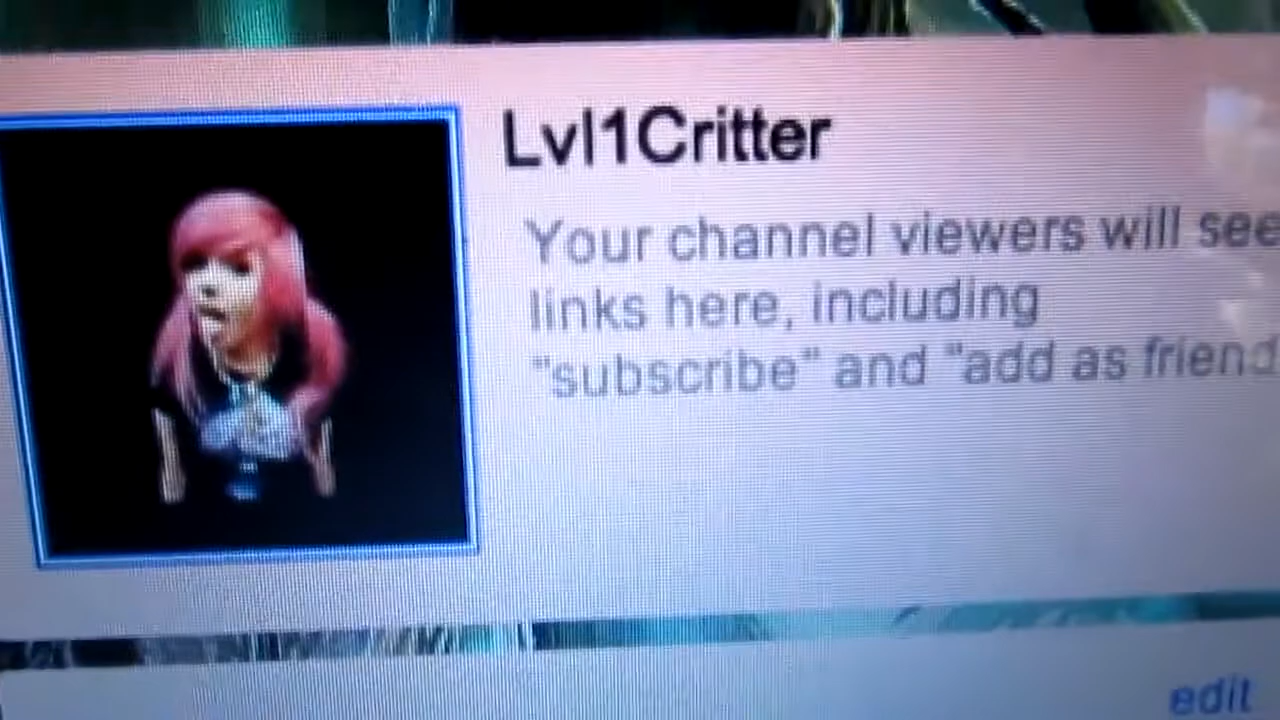 Lvl1Critter
Your channel viewers will see
links here, including
"subscribe" and "add as friend
edit